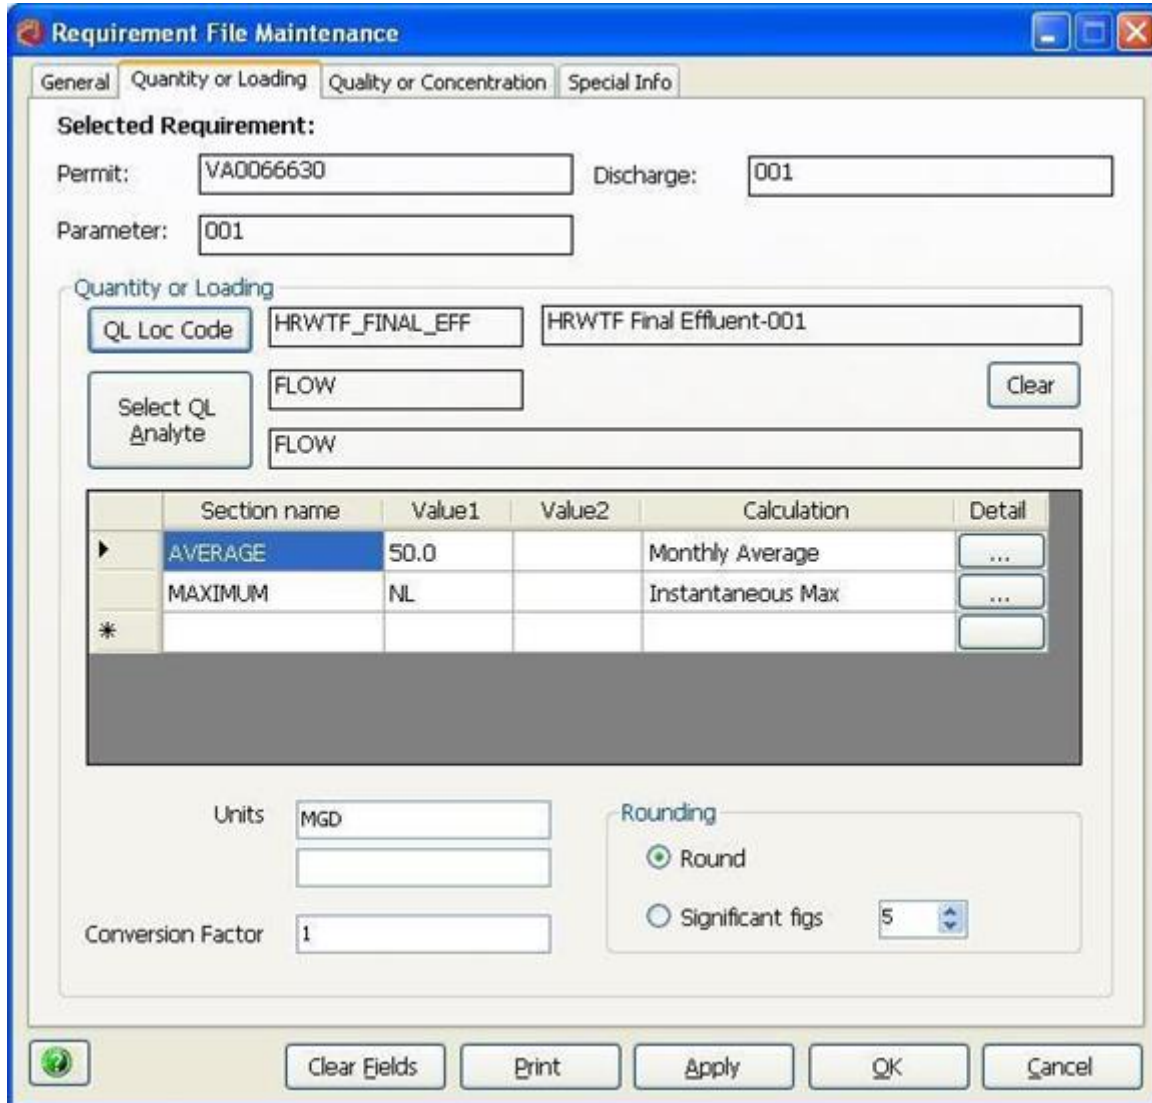 Requirement File Maintenance
General Quantity or Loading Quality or Concentration Special Info
Selected Requirement:
Permit: VA0066630 Discharge: 001
Parameter: 001
Quantity or Loading
QL Loc Code HRWTF_FINAL_EFF HRWTF Final Effluent-001
Select QL Analyte FLOW Clear
FLOW
Section name Value1 Value2 Calculation Detail
AVERAGE 50.0 Monthly Average ...
MAXIMUM NL Instantaneous Max ...
*
Units MGD Rounding
Round
Significant figs 5
Conversion Factor 1
Clear Fields Print Apply OK Cancel